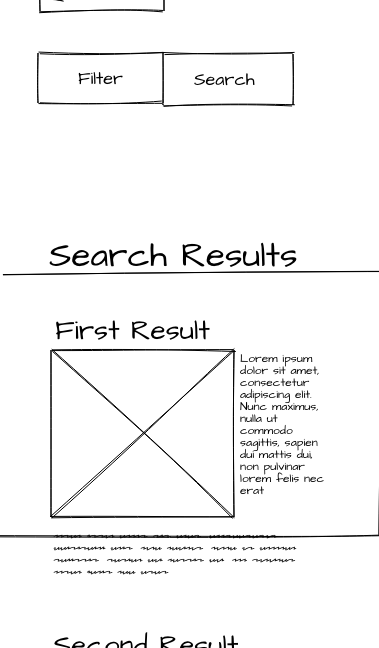 Filter
Search
Search Results
First Result
Lorem ipsum
dolor sit amet,
consectetur
adipiscing elit.
Nunc maximus,
nulla ut
commodo
sagittis, sapien
dui mattis dui,
non pulvinar
lorem felis nec
erat
Second Result